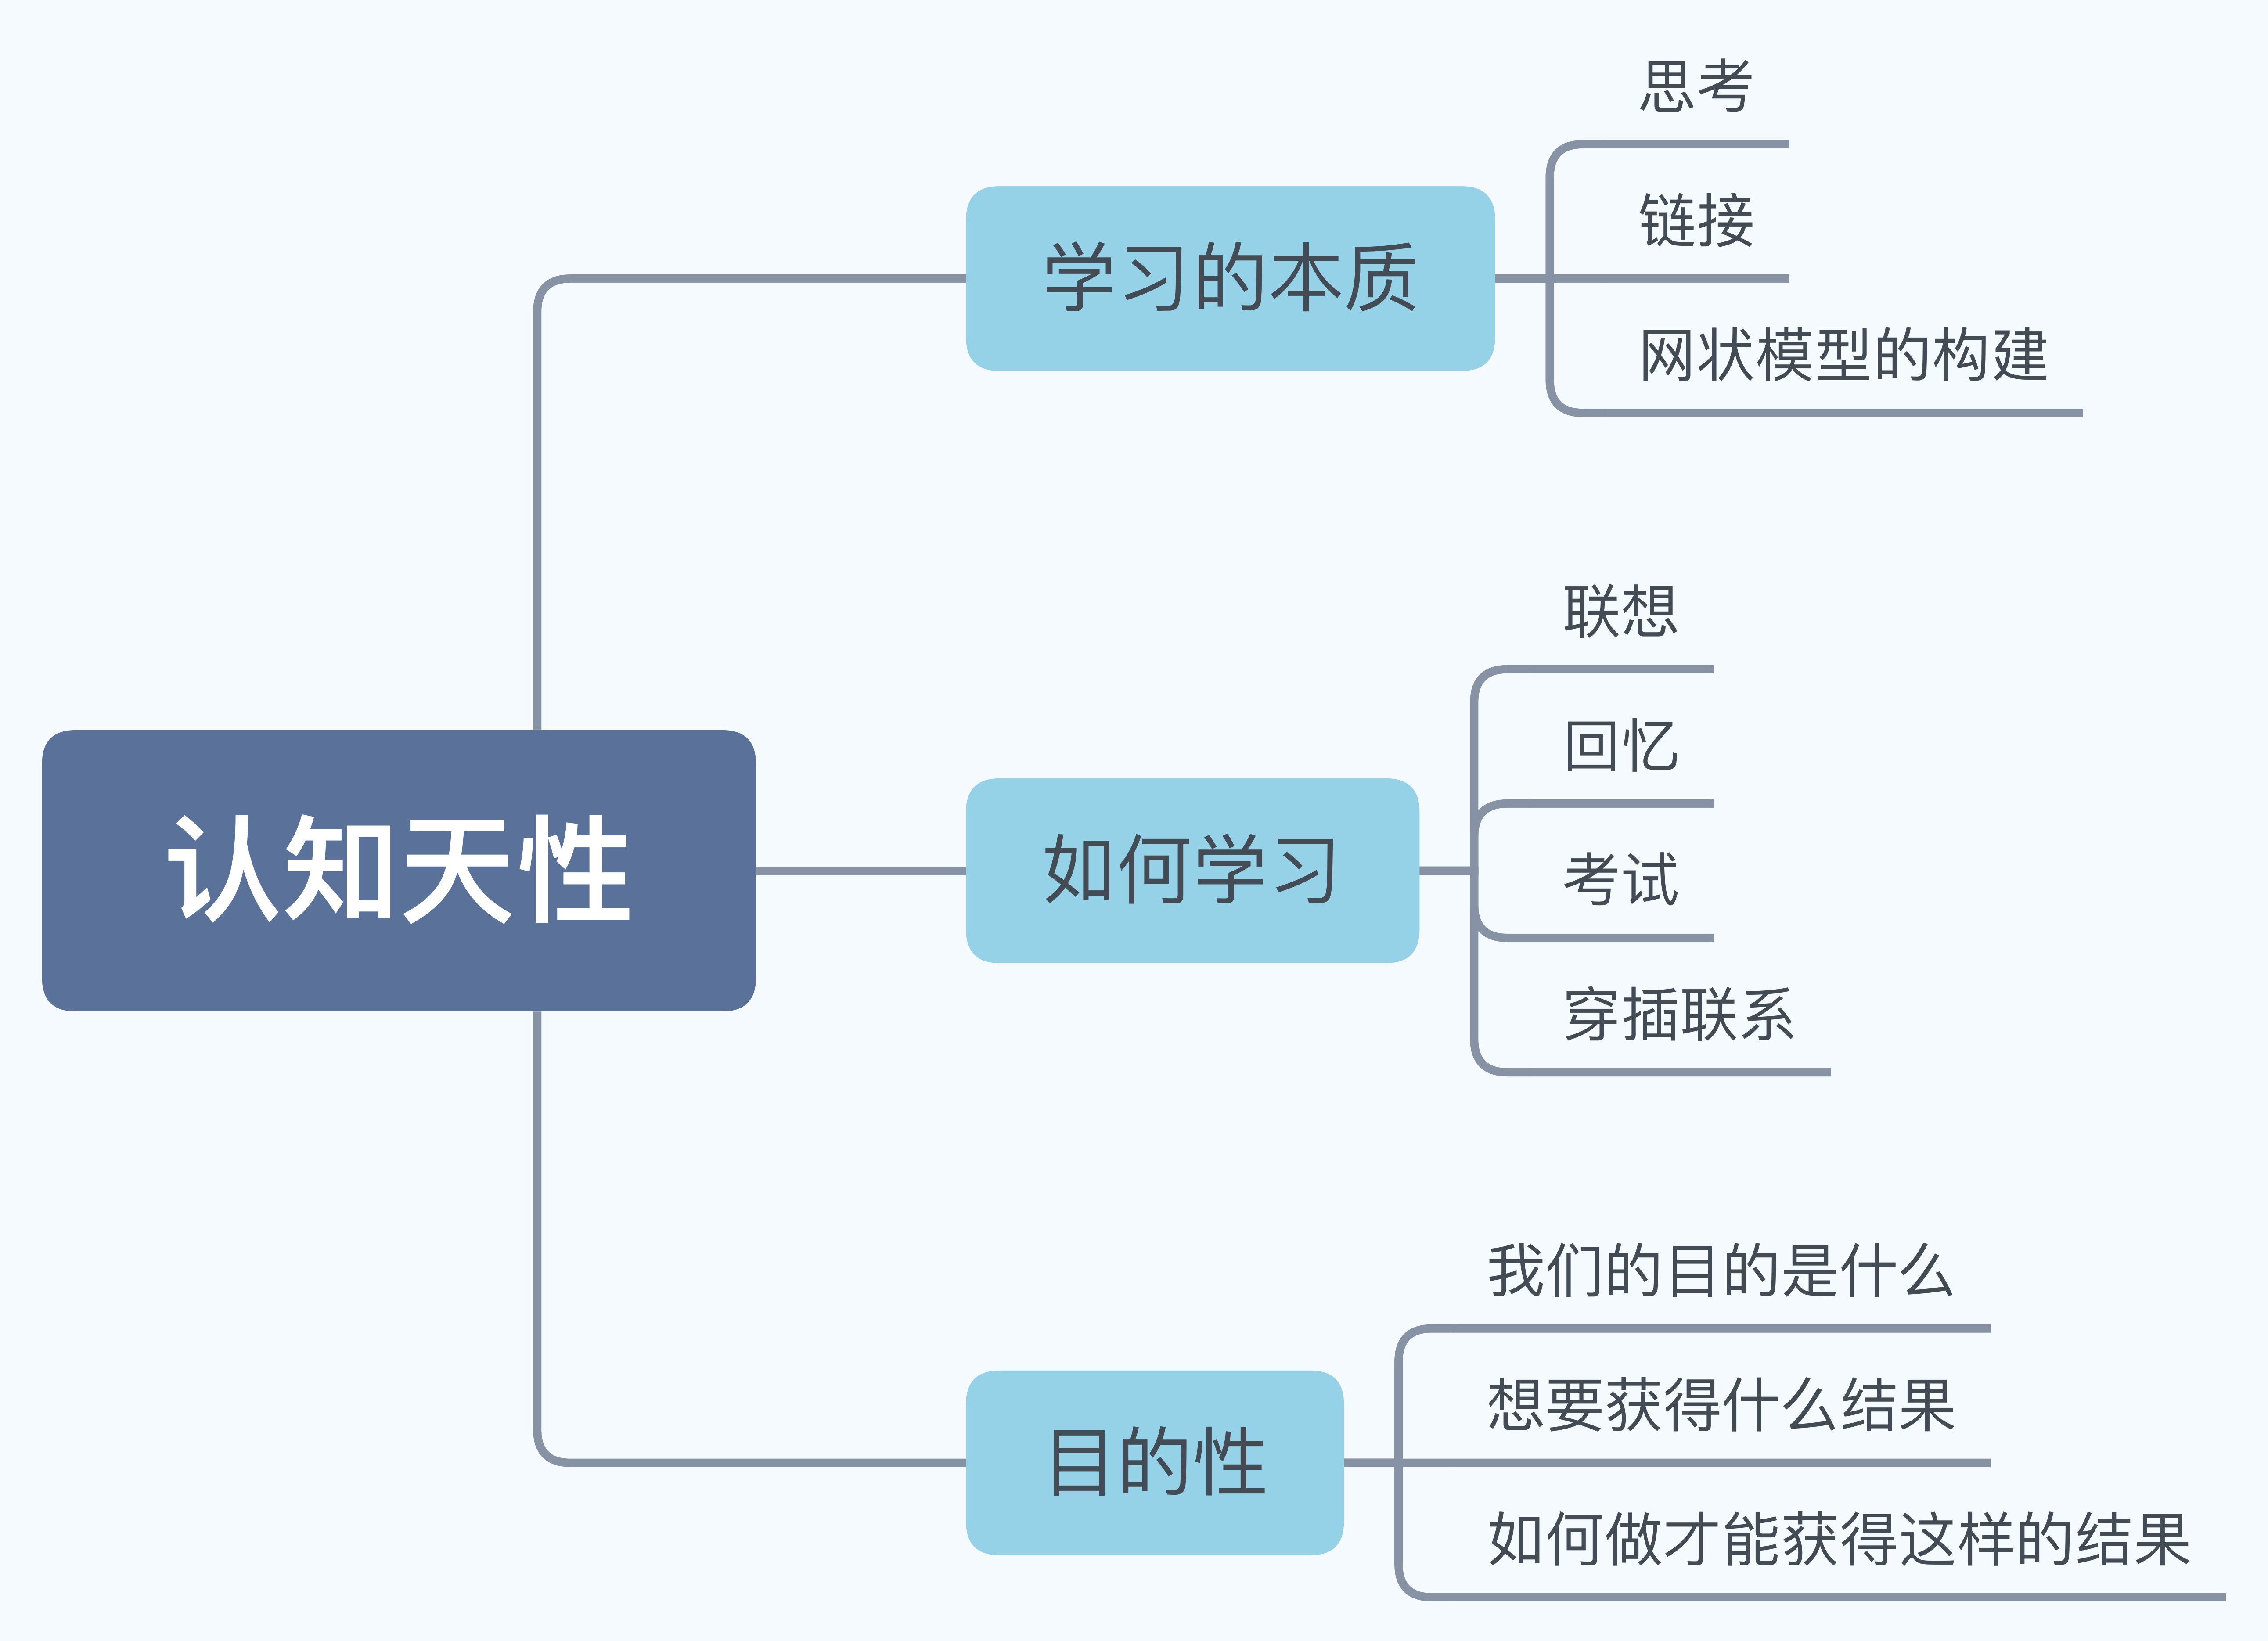 认知天性
学习的本质
思考
链接
网状模型的构建
如何学习
联想
回忆
考试
穿插联系
目的性
我们的目的是什么
想要获得什么结果
如何做才能获得这样的结果